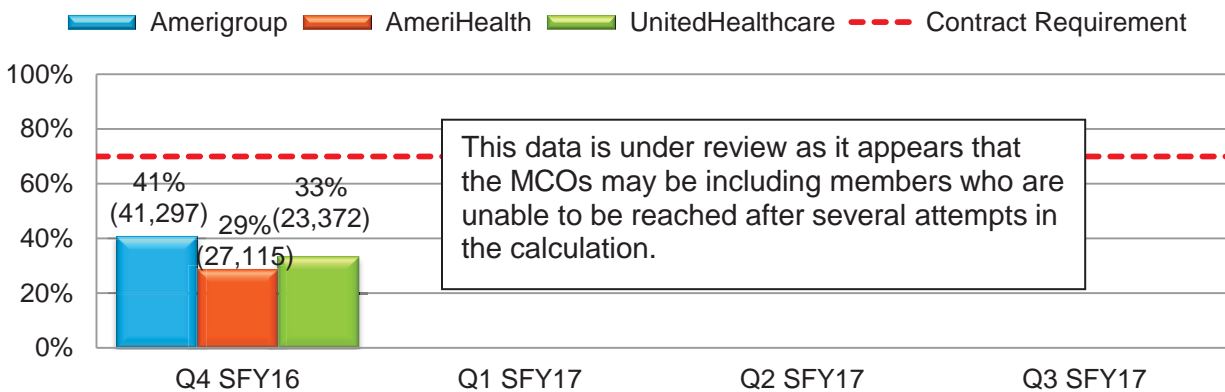 Amerigroup AmeriHealth UnitedHealthcare Contract Requirement
100%
80%
60%
40%
20%
0%
41%
(41,297)
29%
(27,115)
33%
(23,372)
This data is under review as it appears that
the MCOs may be including members who are
unable to be reached after several attempts in
the calculation.
Q4 SFY16 Q1 SFY17 Q2 SFY17 Q3 SFY17